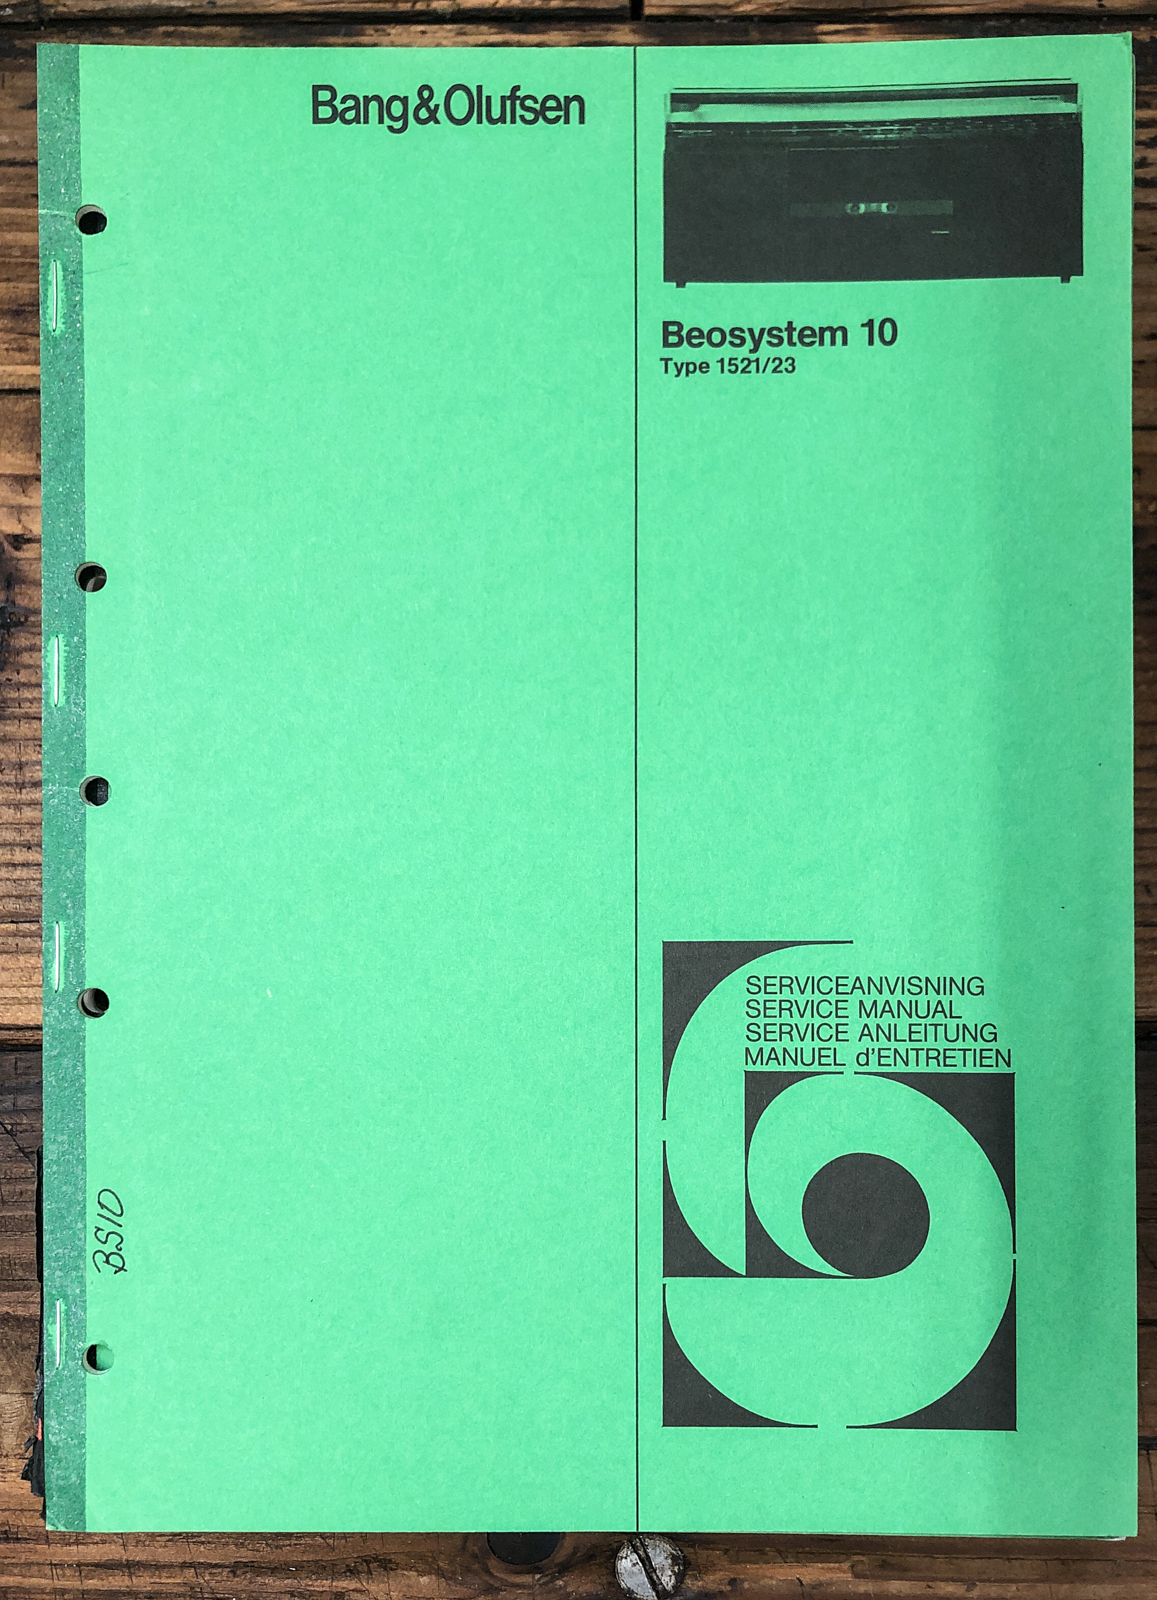 Bang&Olufsen
Beosystem 10
Type 1521/23
SERVICEANVISNING
SERVICE MANUAL
SERVICE ANLEITUNG
MANUEL d'ENTRETIEN
BS10